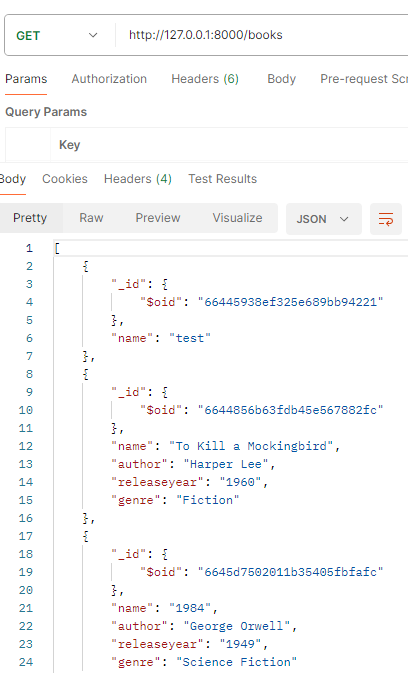 GET http://127.0.0.1:8000/books
Params Authorization Headers (6) Body Pre-request Scr
Query Params
Key
Body Cookies Headers (4) Test Results
Pretty Raw Preview Visualize JSON
1 [
2 {
3 "_id": {
4 "$oid": "66445938ef325e689bb94221"
5 },
6 "name": "test"
7 },
8 {
9 "_id": {
10 "$oid": "6644856b63fdb45e567882fc"
11 },
12 "name": "To Kill a Mockingbird",
13 "author": "Harper Lee",
14 "releaseyear": "1960",
15 "genre": "Fiction"
16 },
17 {
18 "_id": {
19 "$oid": "6645d7502011b35405fbfafc"
20 },
21 "name": "1984",
22 "author": "George Orwell",
23 "releaseyear": "1949",
24 "genre": "Science Fiction"